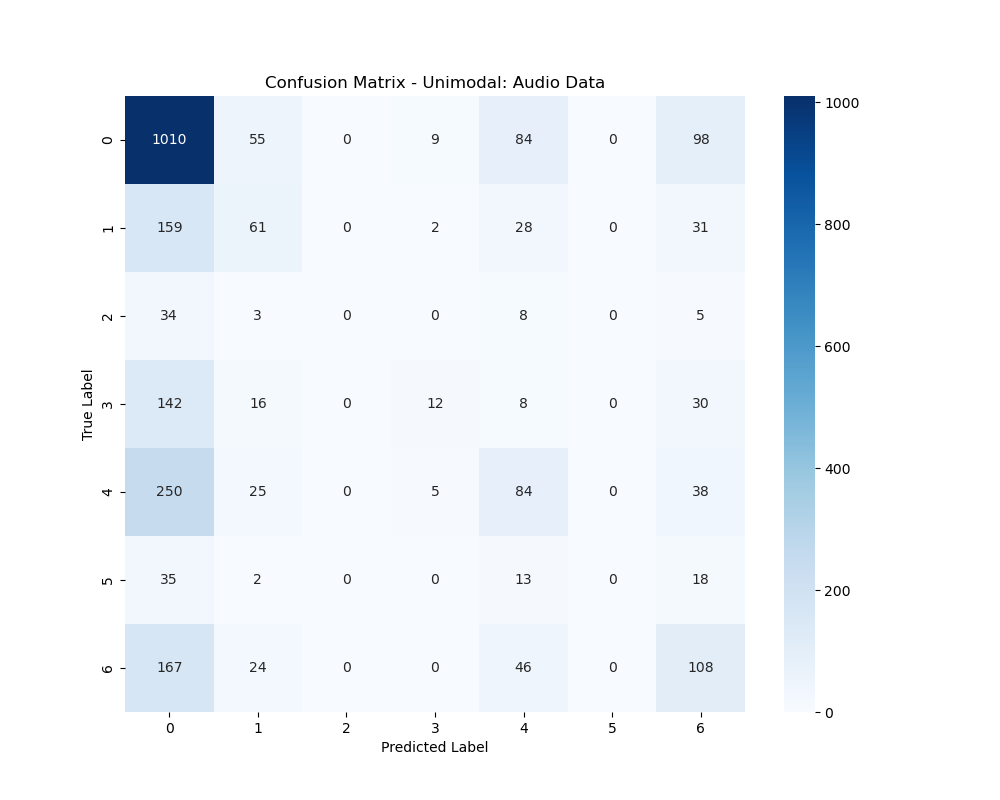 Confusion Matrix - Unimodal: Audio Data
0 1010 55 0 9 84 0 98
1 159 61 0 2 28 0 31
2 34 3 0 0 8 0 5
3 142 16 0 12 8 0 30
4 250 25 0 5 84 0 38
5 35 2 0 0 13 0 18
6 167 24 0 0 46 0 108
0 1 2 3 4 5 6
True Label
Predicted Label
1000
800
600
400
200
0